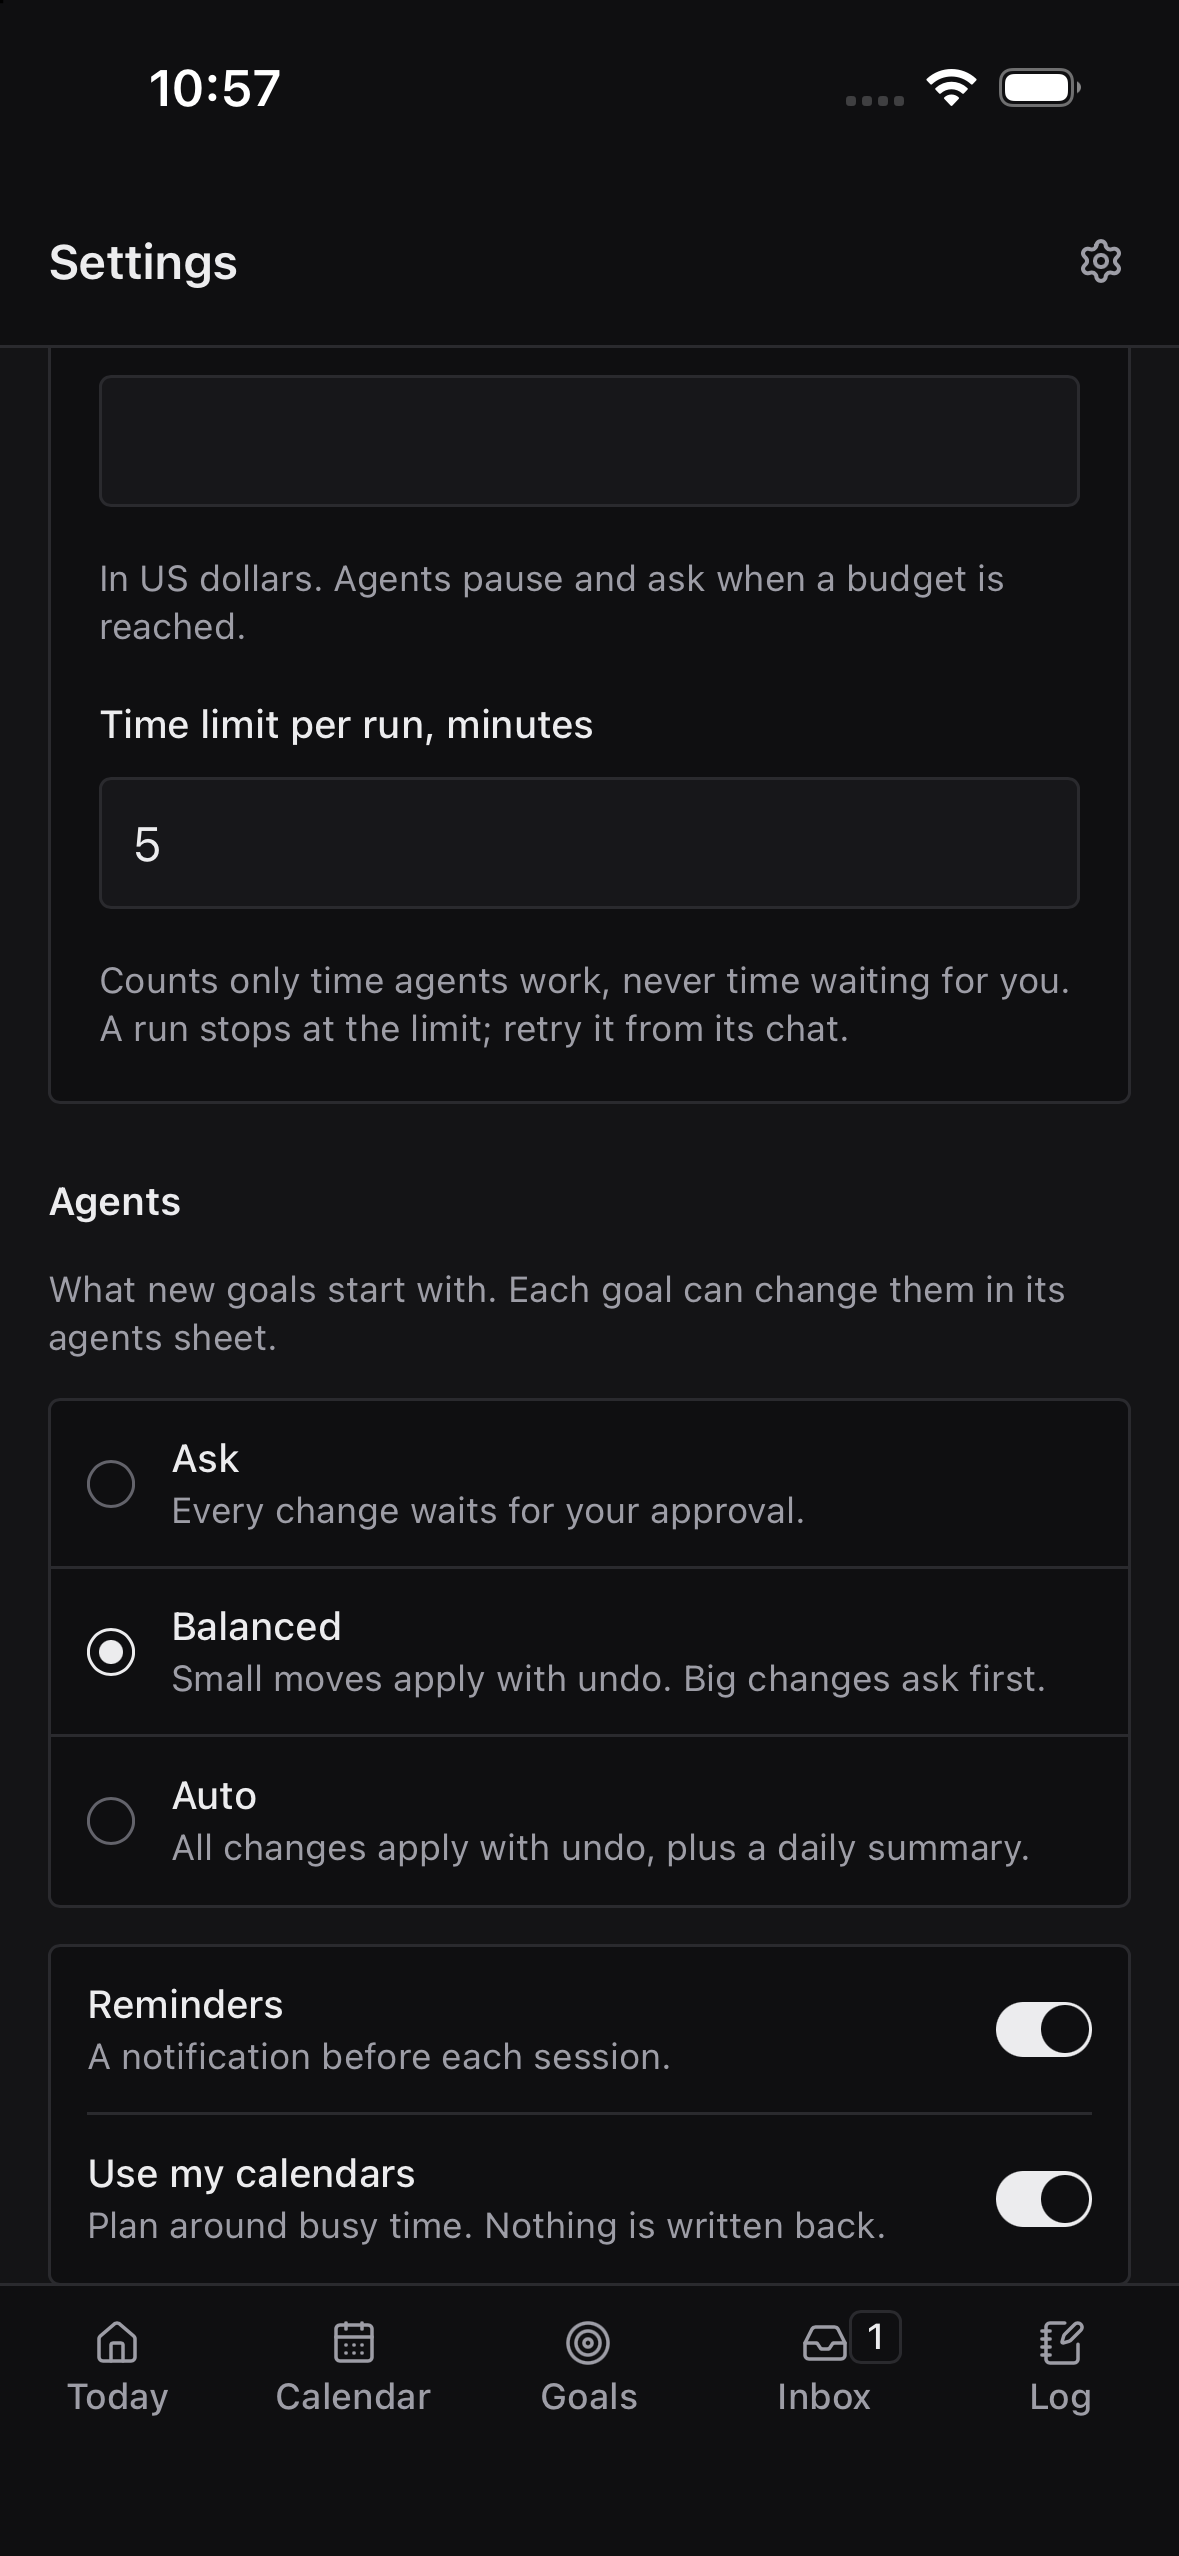 10:57
Settings
In US dollars. Agents pause and ask when a budget is
reached.
Time limit per run, minutes
5
Counts only time agents work, never time waiting for you.
A run stops at the limit; retry it from its chat.
Agents
What new goals start with. Each goal can change them in its
agents sheet.
Ask
Every change waits for your approval.
Balanced
Small moves apply with undo. Big changes ask first.
Auto
All changes apply with undo, plus a daily summary.
Reminders
A notification before each session.
Use my calendars
Plan around busy time. Nothing is written back.
1
Today
Calendar
Goals
Inbox
Log